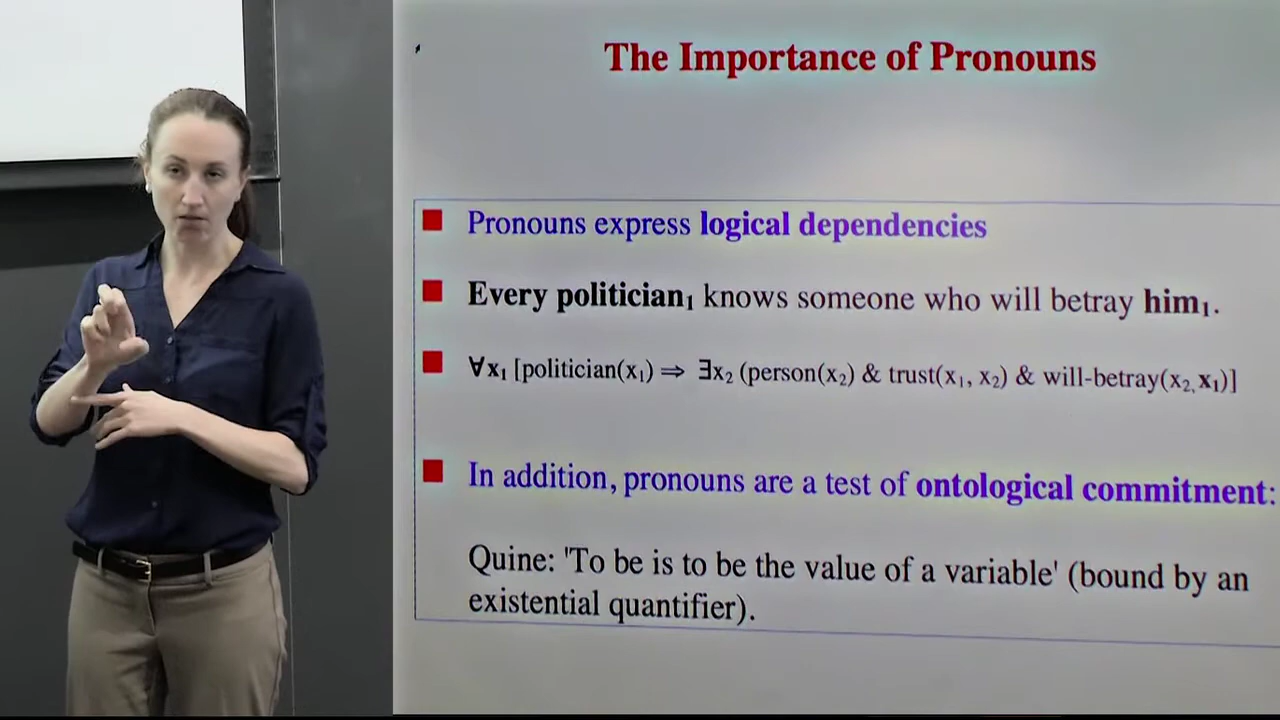 The Importance of Pronouns
Pronouns express logical dependencies
Every politician₁ knows someone who will betray him₁.
∀x₁ [politician(x₁) ⇒ ∃x₂ (person(x₂) & trust(x₁, x₂) & will-betray(x₂, x₁)]
In addition, pronouns are a test of ontological commitment:
Quine: 'To be is to be the value of a variable' (bound by an
existential quantifier).